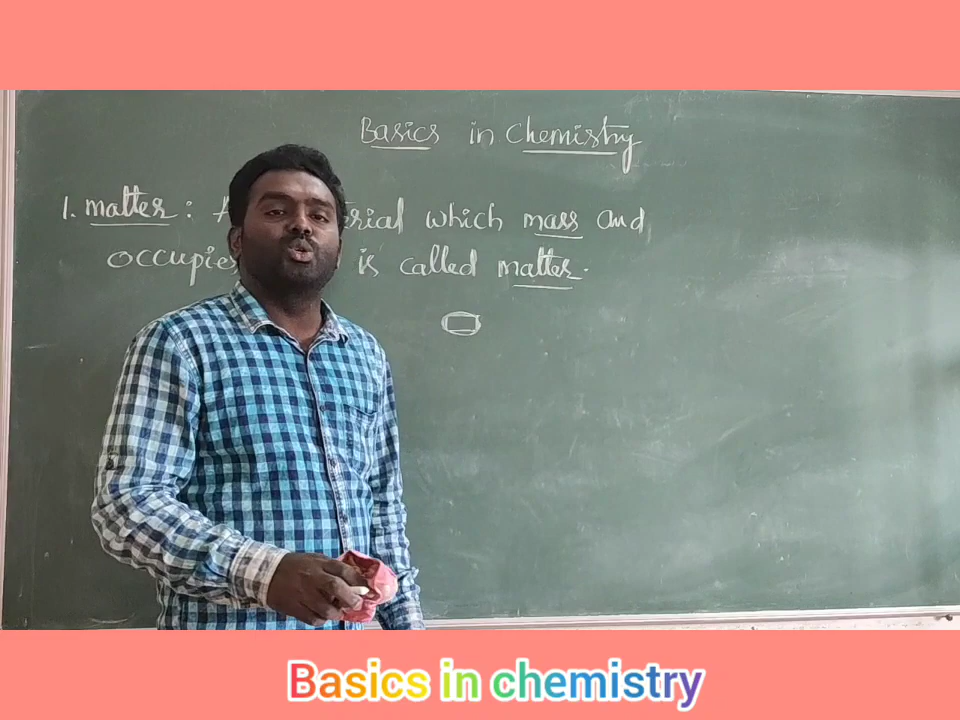 Basics in Chemistry
1. matter: A erial which mass and
occupies is called matter.
Basics in chemistry